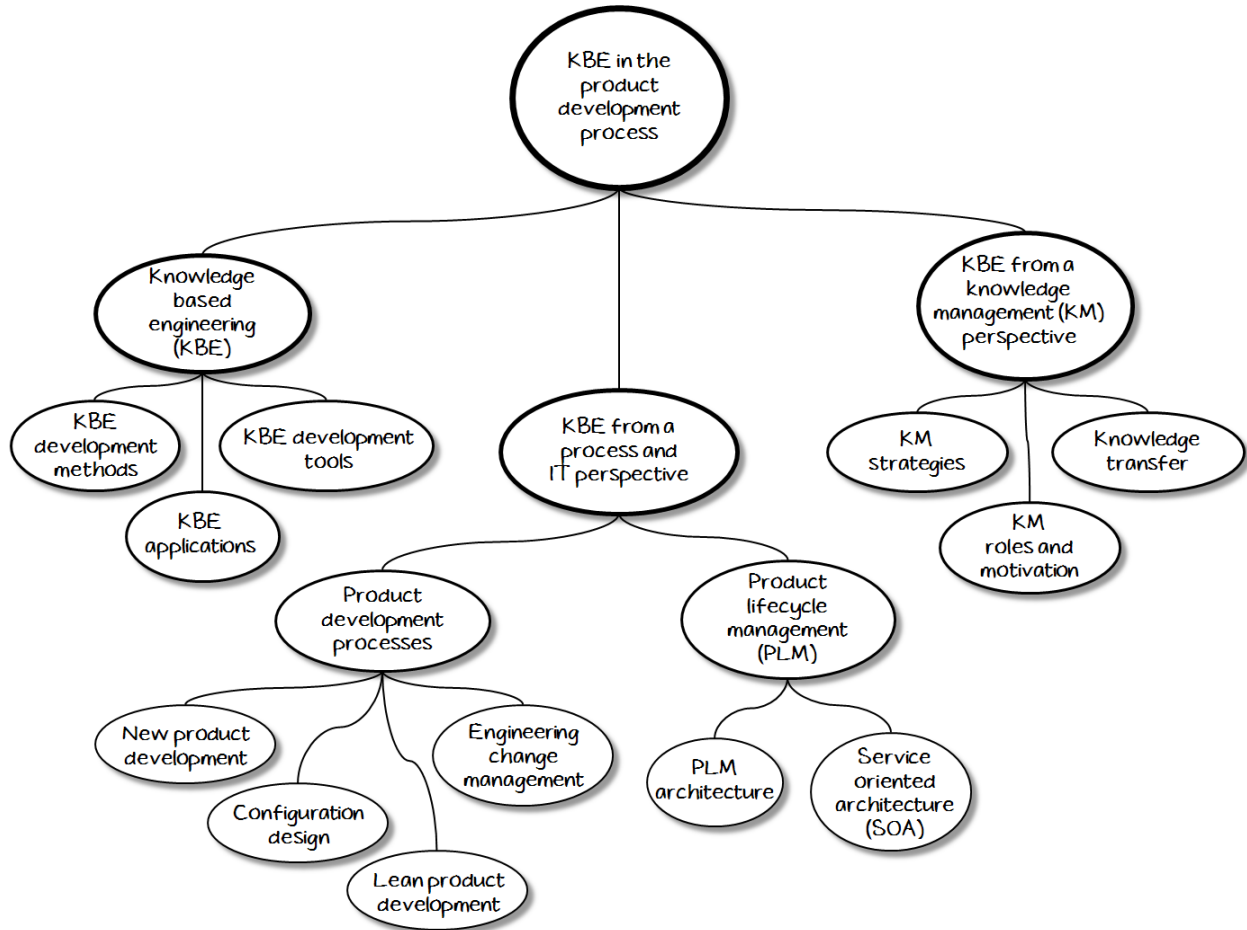 KBE in the
product
development
process
Knowledge
based
engineering
(KBE)
KBE from a
knowledge
management (KM)
perspective
KBE
development
methods
KBE development
tools
KBE
applications
KBE from a
process and
IT perspective
KM
strategies
Knowledge
transfer
KM
roles and
motivation
Product
development
processes
Product
lifecycle
management
(PLM)
New product
development
Configuration
design
Lean product
development
Engineering
change
management
PLM
architecture
Service
oriented
architecture
(SOA)